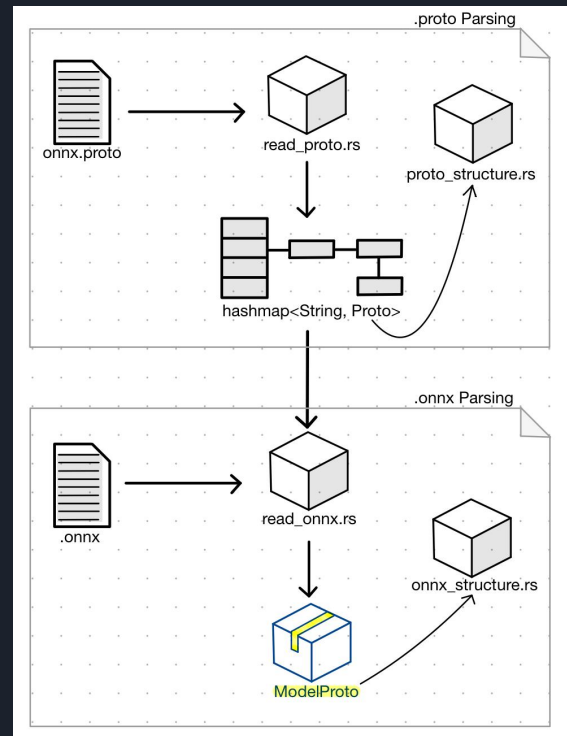 .proto Parsing
onnx.proto
read_proto.rs
proto_structure.rs
hashmap<String, Proto>
.onnx Parsing
.onnx
read_onnx.rs
onnx_structure.rs
ModelProto